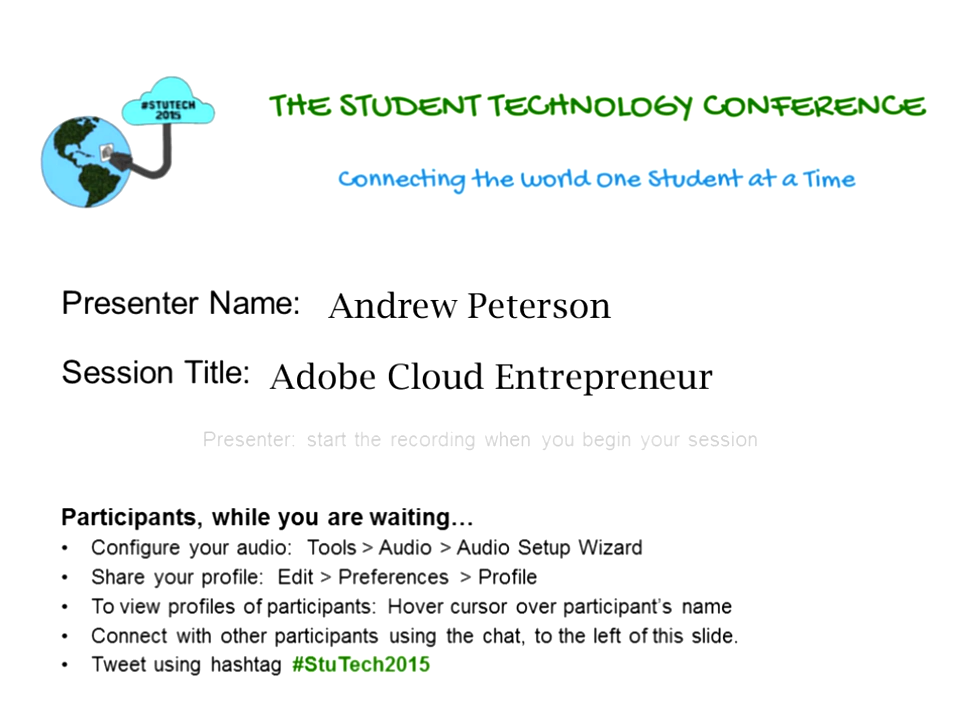 #STUTECH
2015
THE STUDENT TECHNOLOGY CONFERENCE
Connecting the World One Student at a Time
Presenter Name: Andrew Peterson
Session Title: Adobe Cloud Entrepreneur
Presenter: start the recording when you begin your session
Participants, while you are waiting…
• Configure your audio: Tools > Audio > Audio Setup Wizard
• Share your profile: Edit > Preferences > Profile
• To view profiles of participants: Hover cursor over participant's name
• Connect with other participants using the chat, to the left of this slide.
• Tweet using hashtag #StuTech2015